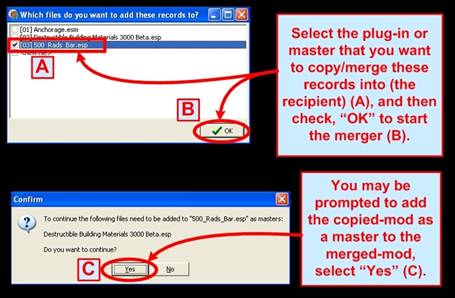 Which files do you want to add these records to?
[01] Anchorage.esm
[02] Destructible Building Materials 3000 Beta.esp
[03] 500_Rads_Bar.esp
A
B
OK
Select the plug-in or
master that you want
to copy/merge these
records into (the
recipient) (A), and then
check, “OK” to start
the merger (B).
Confirm
To continue the following files need to be added to "500_Rads_Bar.esp" as masters:
Destructible Building Materials 3000 Beta.esp
Do you want to continue?
C
Yes
No
You may be
prompted to add
the copied-mod as
a master to the
merged-mod,
select “Yes” (C).